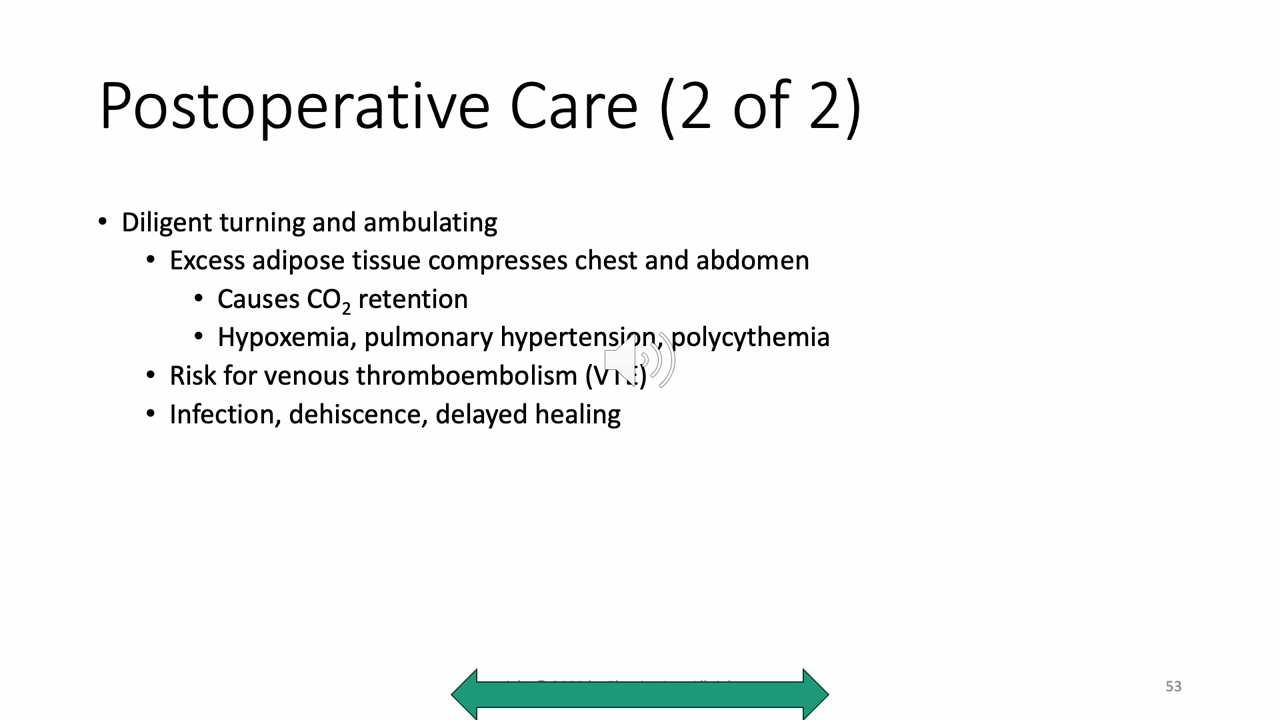 Postoperative Care (2 of 2)
• Diligent turning and ambulating
• Excess adipose tissue compresses chest and abdomen
• Causes CO₂ retention
• Hypoxemia, pulmonary hypertension, polycythemia
• Risk for venous thromboembolism (VTE)
• Infection, dehiscence, delayed healing
53